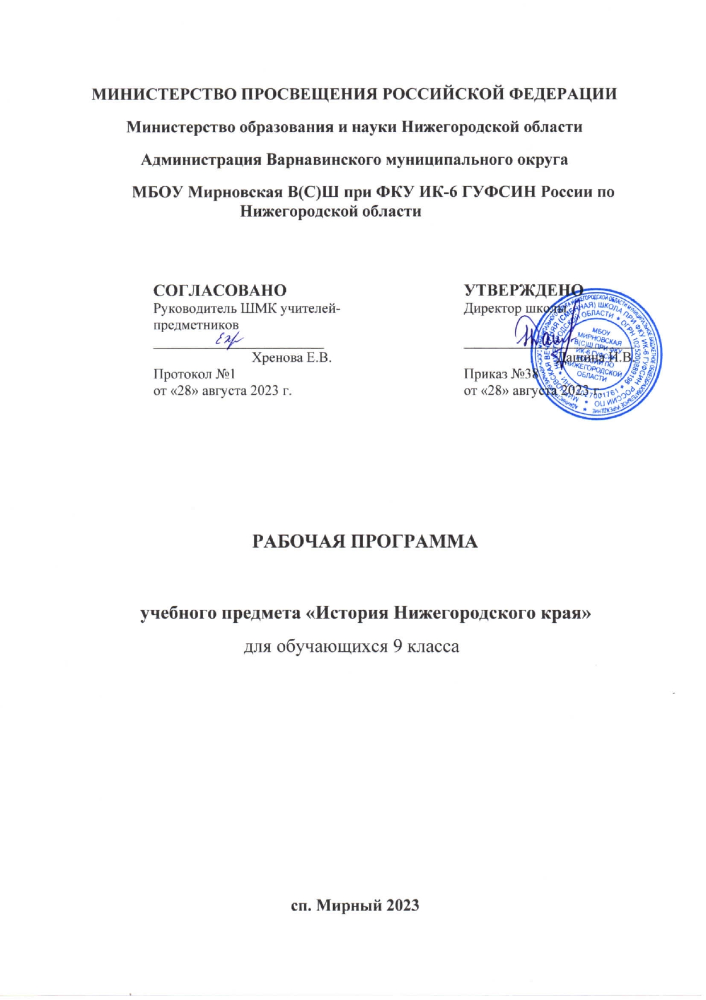 МИНИСТЕРСТВО ПРОСВЕЩЕНИЯ РОССИЙСКОЙ ФЕДЕРАЦИИ
Министерство образования и науки Нижегородской области
Администрация Варнавинского муниципального округа
МБОУ Мирновская В(С)Ш при ФКУ ИК-6 ГУФСИН России по
Нижегородской области
СОГЛАСОВАНО
Руководитель ШМК учителей-
предметников
Хренова Е.В.
Протокол №1
от «28» августа 2023 г.
УТВЕРЖДЕНО
Директор школы
Дашина И.В.
Приказ №38
от «28» августа 2023 г.
МБОУ
МИРНОВСКАЯ
В(С)Ш ПРИ ФКУ
ИК-6 ГУФСИН
РОССИИ ПО
НИЖЕГОРОДСКОЙ
ОБЛАСТИ
РАБОЧАЯ ПРОГРАММА
учебного предмета «История Нижегородского края»
для обучающихся 9 класса
сп. Мирный 2023